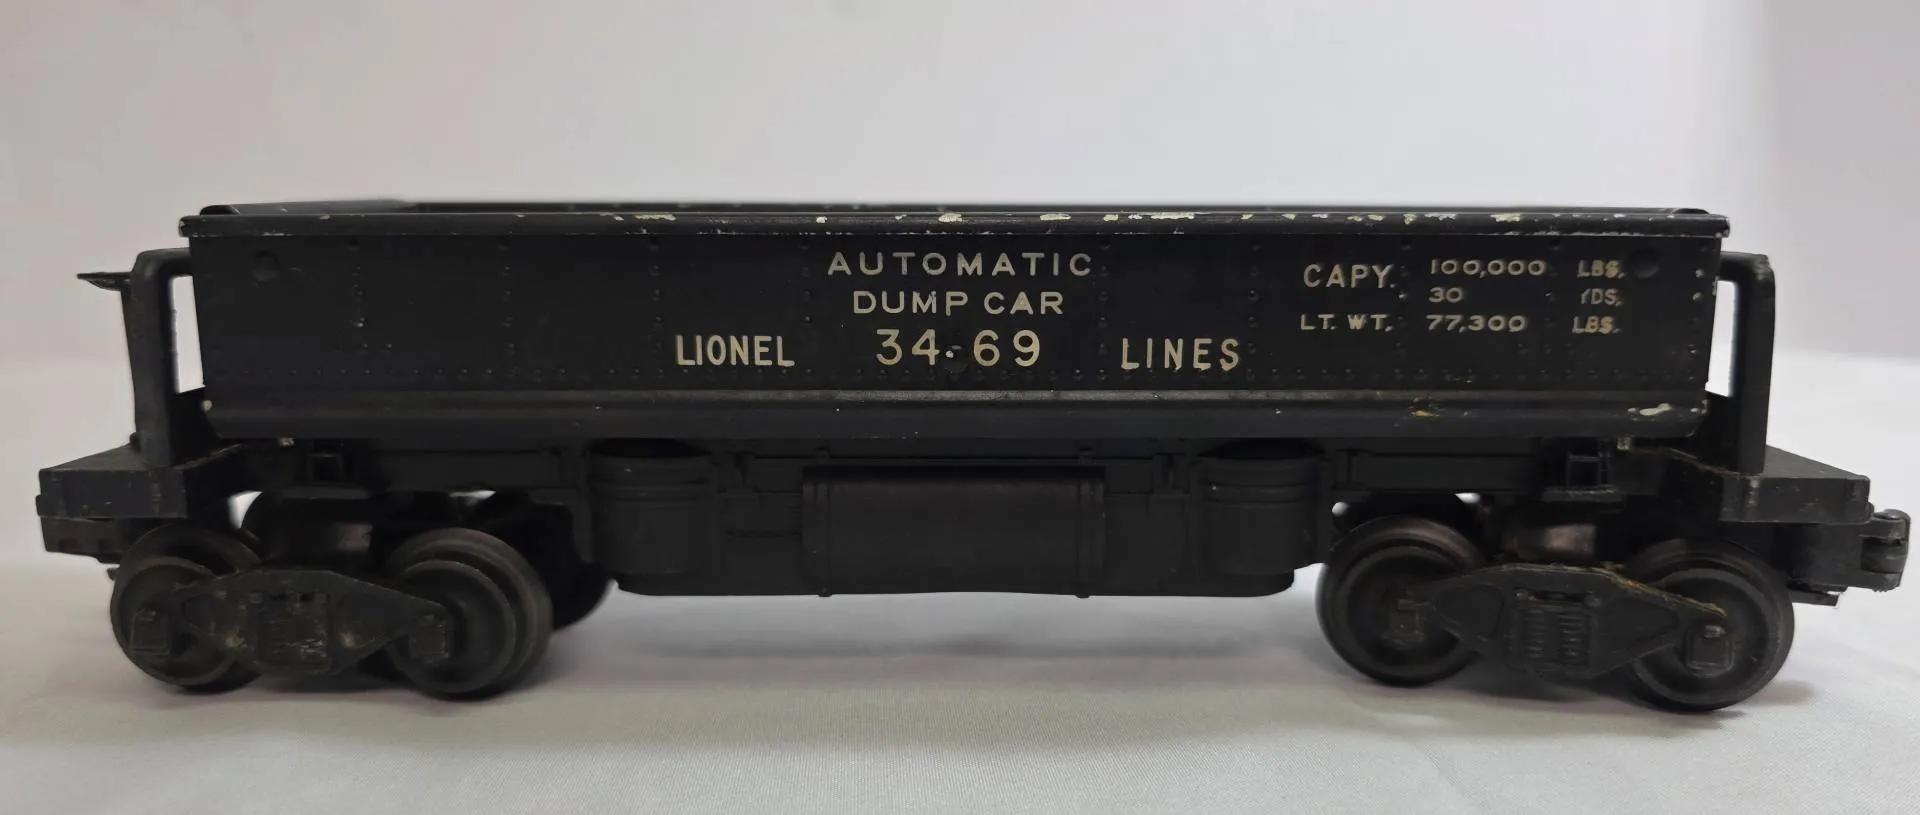 AUTOMATIC
DUMP CAR
LIONEL 34·69 LINES
CAPY. 100,000 LBS.
30 YDS.
LT. WT. 77,300 LBS.